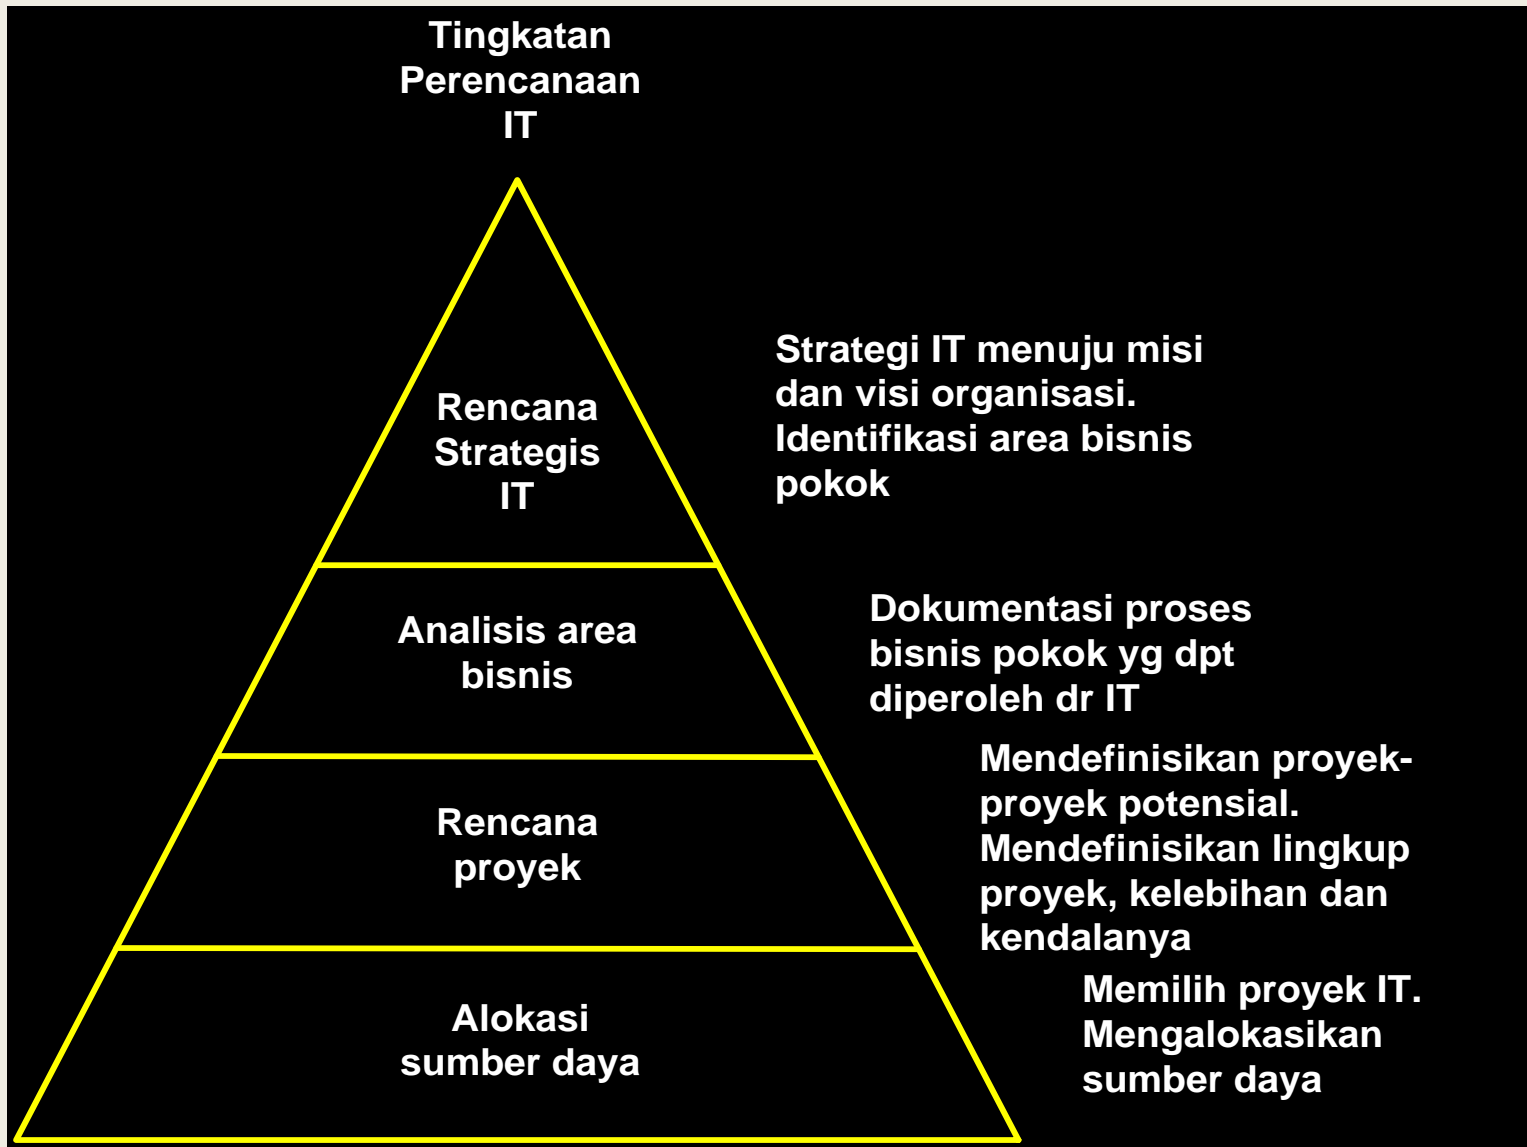 Tingkatan
Perencanaan
IT
Rencana
Strategis
IT
Strategi IT menuju misi
dan visi organisasi.
Identifikasi area bisnis
pokok
Analisis area
bisnis
Dokumentasi proses
bisnis pokok yg dpt
diperoleh dr IT
Rencana
proyek
Mendefinisikan proyek-
proyek potensial.
Mendefinisikan lingkup
proyek, kelebihan dan
kendalanya
Alokasi
sumber daya
Memilih proyek IT.
Mengalokasikan
sumber daya